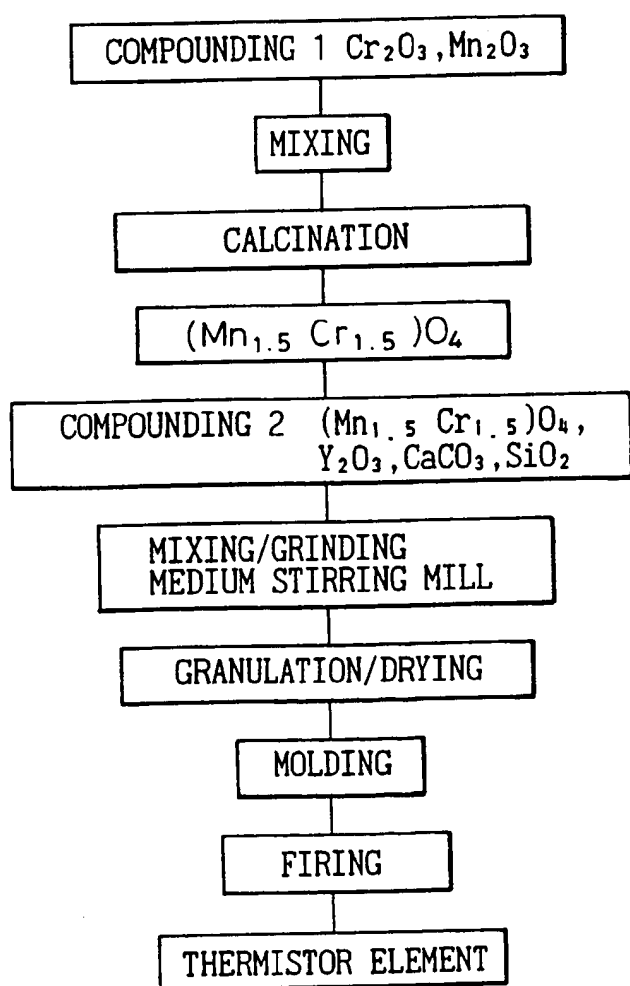 COMPOUNDING 1 Cr₂O₃,Mn₂O₃
MIXING
CALCINATION
(Mn₁.₅ Cr₁.₅)O₄
COMPOUNDING 2 (Mn₁.₅ Cr₁.₅)O₄,
Y₂O₃,CaCO₃,SiO₂
MIXING/GRINDING
MEDIUM STIRRING MILL
GRANULATION/DRYING
MOLDING
FIRING
THERMISTOR ELEMENT